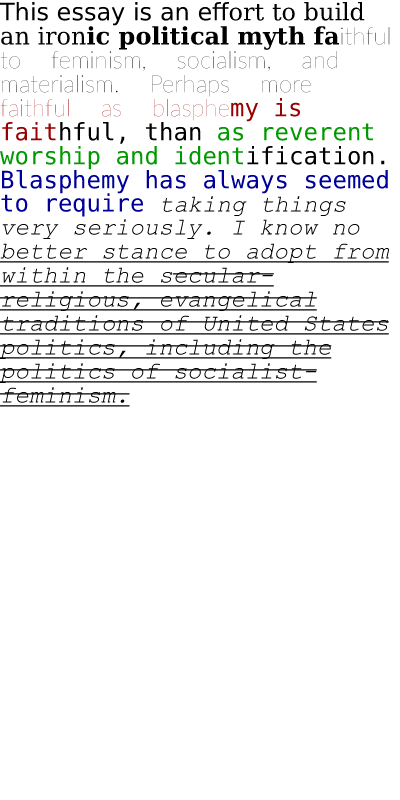 This essay is an effort to build
an ironic political myth faithful
to feminism, socialism, and
materialism. Perhaps more
faithful as blasphemy is
faithful, than as reverent
worship and identification.
Blasphemy has always seemed
to require taking things
very seriously. I know no
better stance to adopt from
within the secular-
religious, evangelical
traditions of United States
politics, including the
politics of socialist-
feminism.